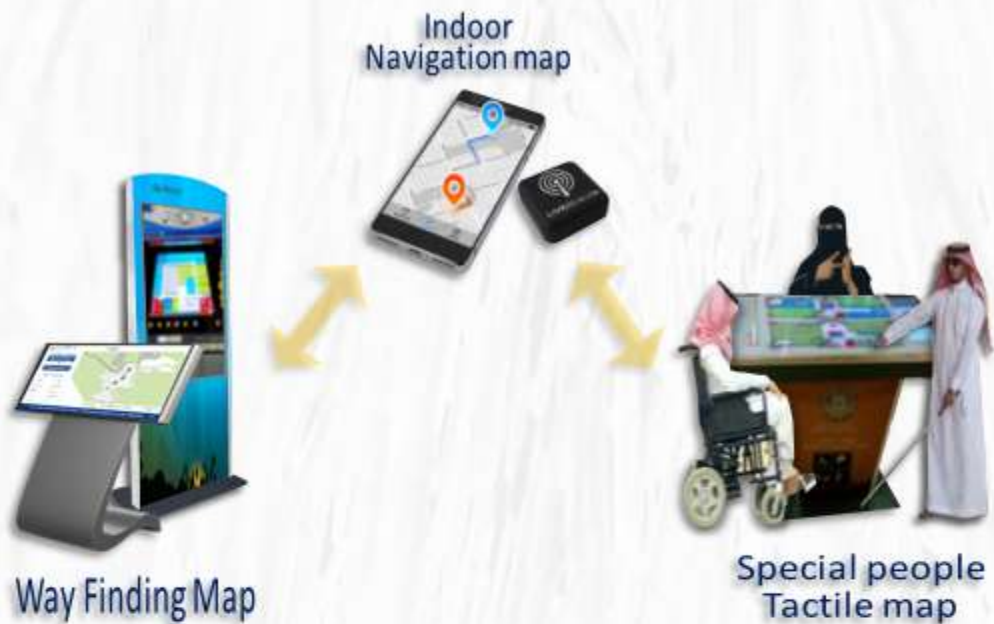 Indoor
Navigation map
Way Finding Map
Special people
Tactile map